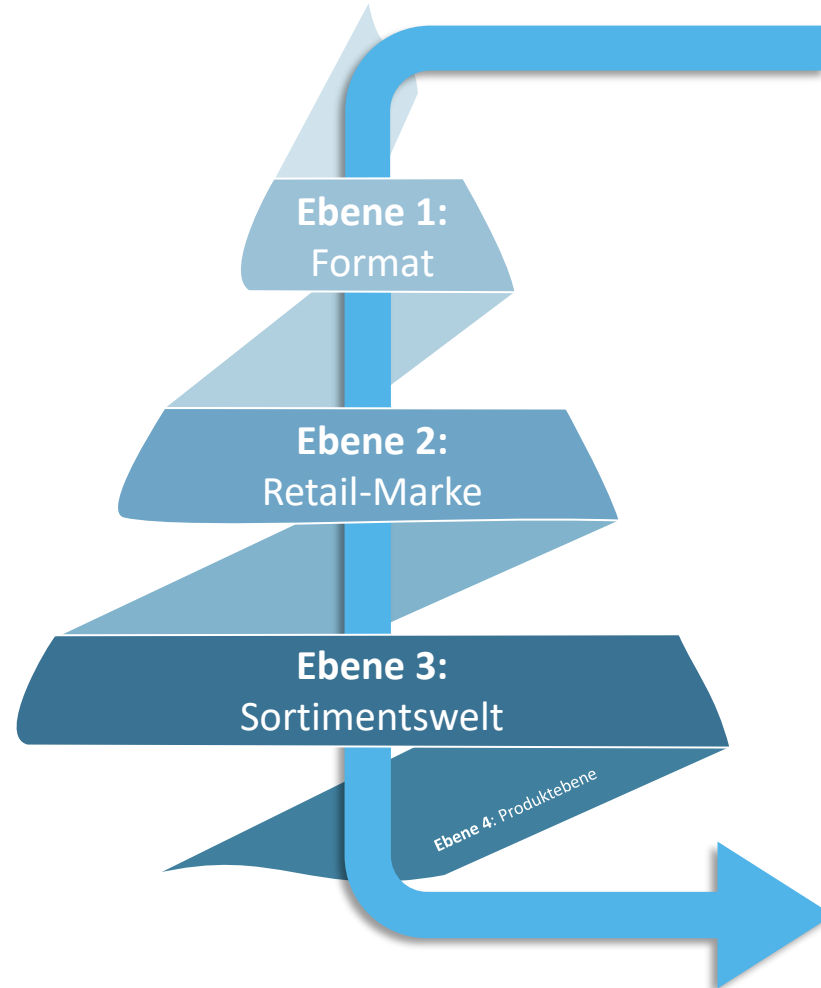 Ebene 1:
Format
Ebene 2:
Retail-Marke
Ebene 3:
Sortimentswelt
Ebene 4: Produktebene